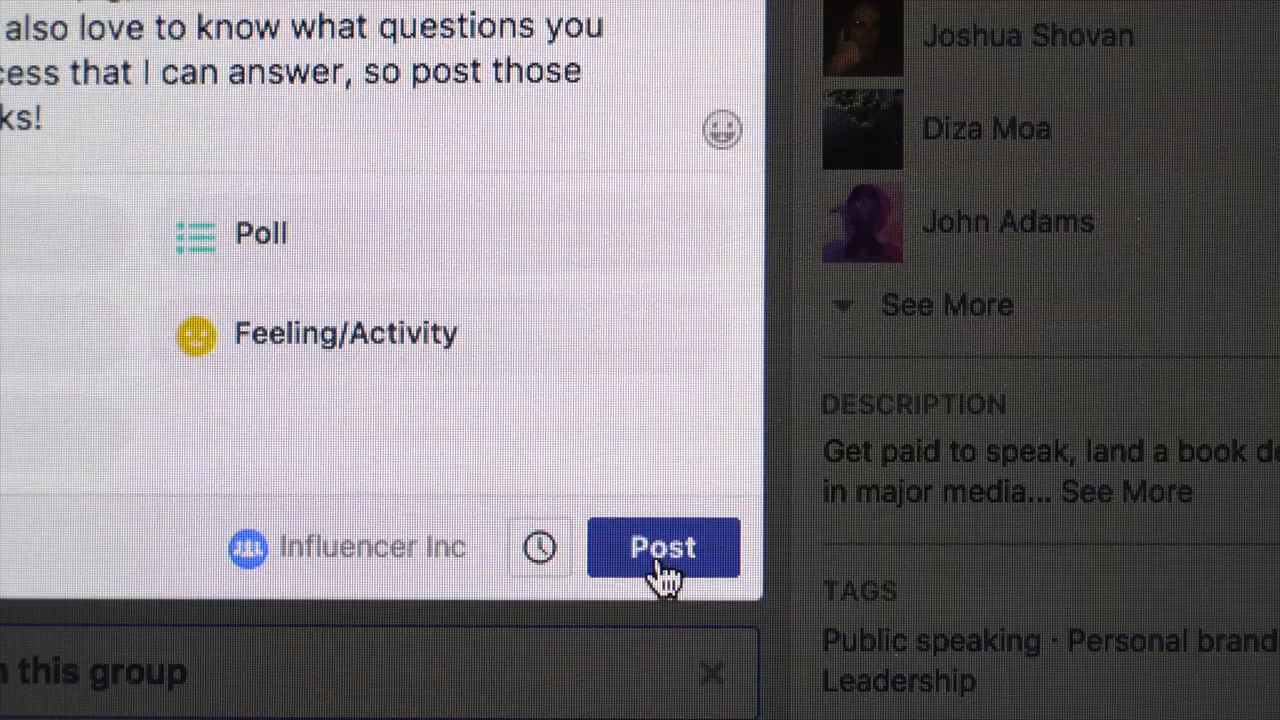 also love to know what questions you
cess that I can answer, so post those
ks!
Poll
Feeling/Activity
Influencer Inc
Post
this group
Joshua Shovan
Diza Moa
John Adams
See More
DESCRIPTION
Get paid to speak, land a book de
in major media... See More
TAGS
Public speaking · Personal brand
Leadership